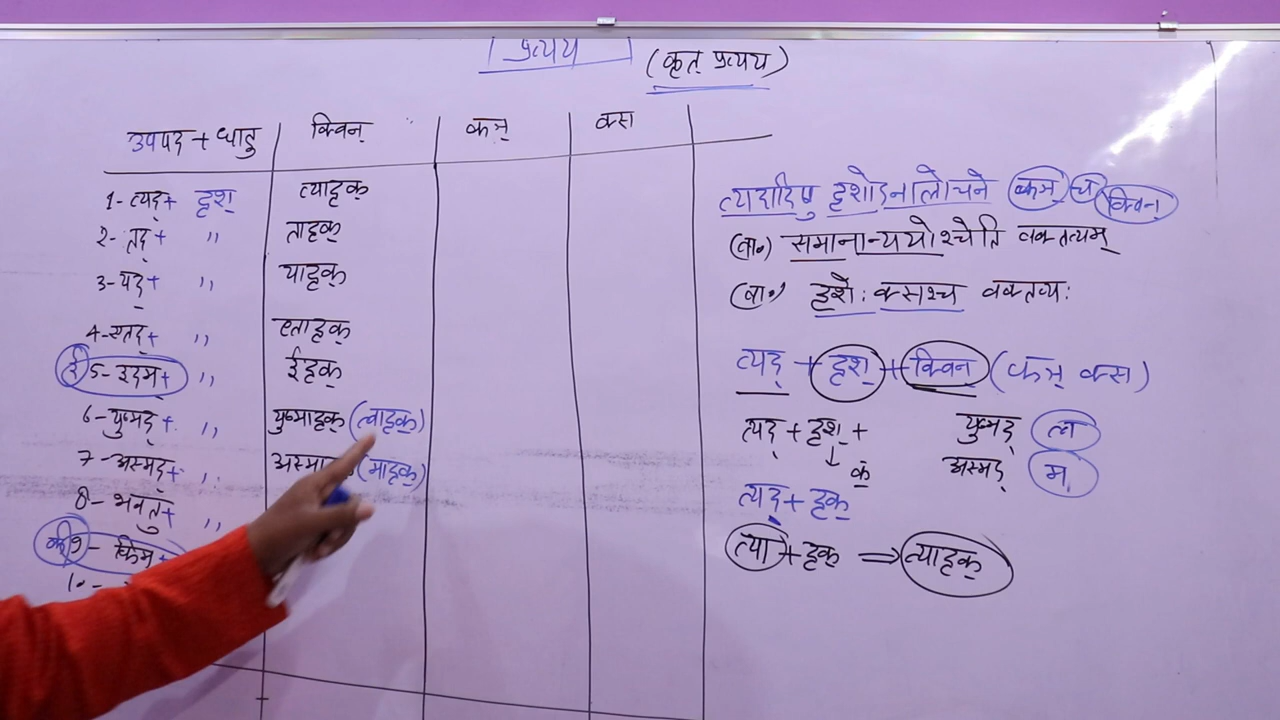 प्रत्यय (कृत् प्रत्यय)
उपपद + धातु क्विन् कञ् क्स
1- त्यद् + दृश् त्यादृक्
2- तद् + ,, तादृक्
3- यद् + ,, यादृक्
4- एतद् + ,, एतादृक्
ई 5- इदम् + ,, ईदृक्
6- युष्मद् + ,, युष्मादृक् (त्वादृक्)
7- अस्मद् + ,, (मादृक्)
8- भवतु + ,,
की 9- किम् +
10-
त्यदादिषु दृशोऽनालोचने कञ् च क्विन्
(वा०) समानान्ययोश्चेति वक्तव्यम्
(वा०) दृशेः क्सश्च वक्तव्यः
त्यद् + दृश् + क्विन् (कञ् क्स)
त्यद् + दृश् + युष्मद् त्व
↓ क् अस्मद् म
त्यद् + दृक्
त्या + दृक् ⇒ त्यादृक्